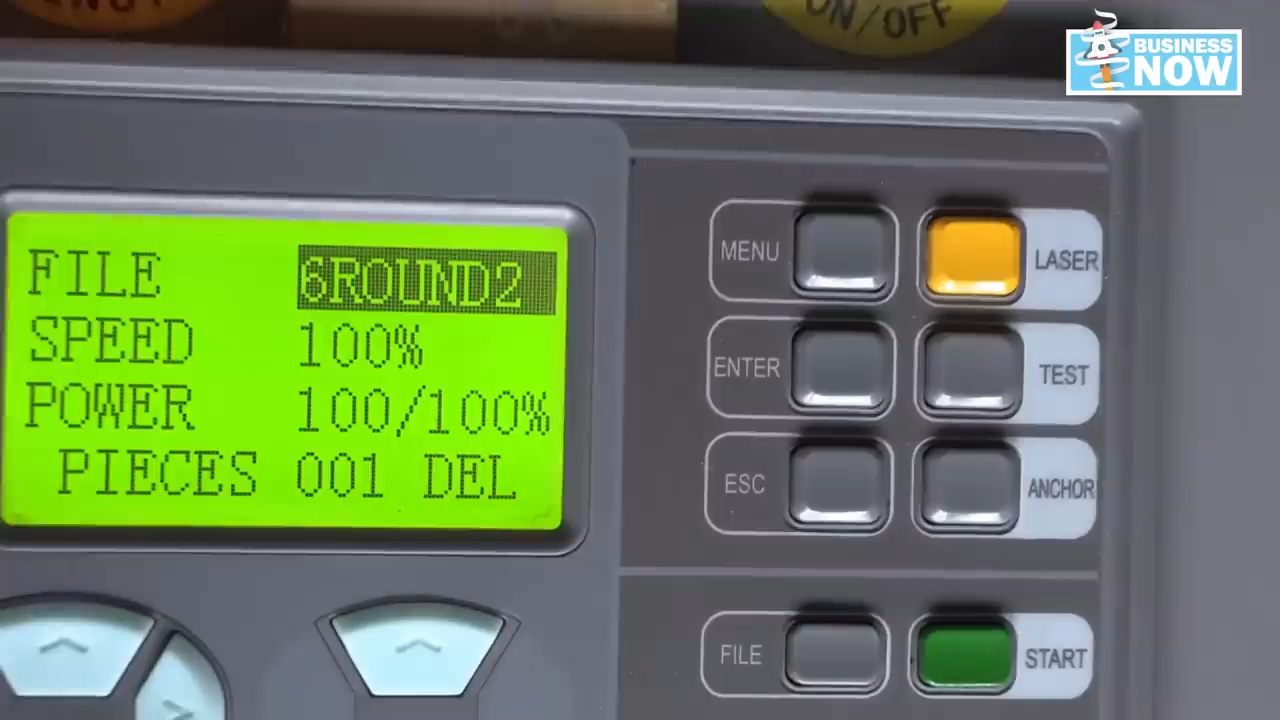 ON/OFF
BUSINESS
NOW
FILE 6ROUND2
SPEED 100%
POWER 100/100%
PIECES 001 DEL
MENU
LASER
ENTER
TEST
ESC
ANCHOR
FILE
START